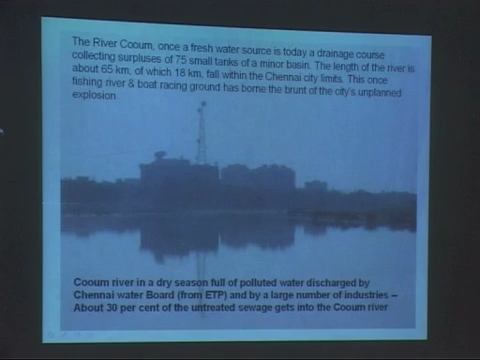 The River Cooum, once a fresh water source is today a drainage course
collecting surpluses of 75 small tanks of a minor basin. The length of the river is
about 65 km, of which 18 km, fall within the Chennai city limits. This once
fishing river & boat racing ground has borne the brunt of the city's unplanned
explosion
Cooum river in a dry season full of polluted water discharged by
Chennai water Board (from ETP) and by a large number of industries –
About 30 per cent of the untreated sewage gets into the Cooum river